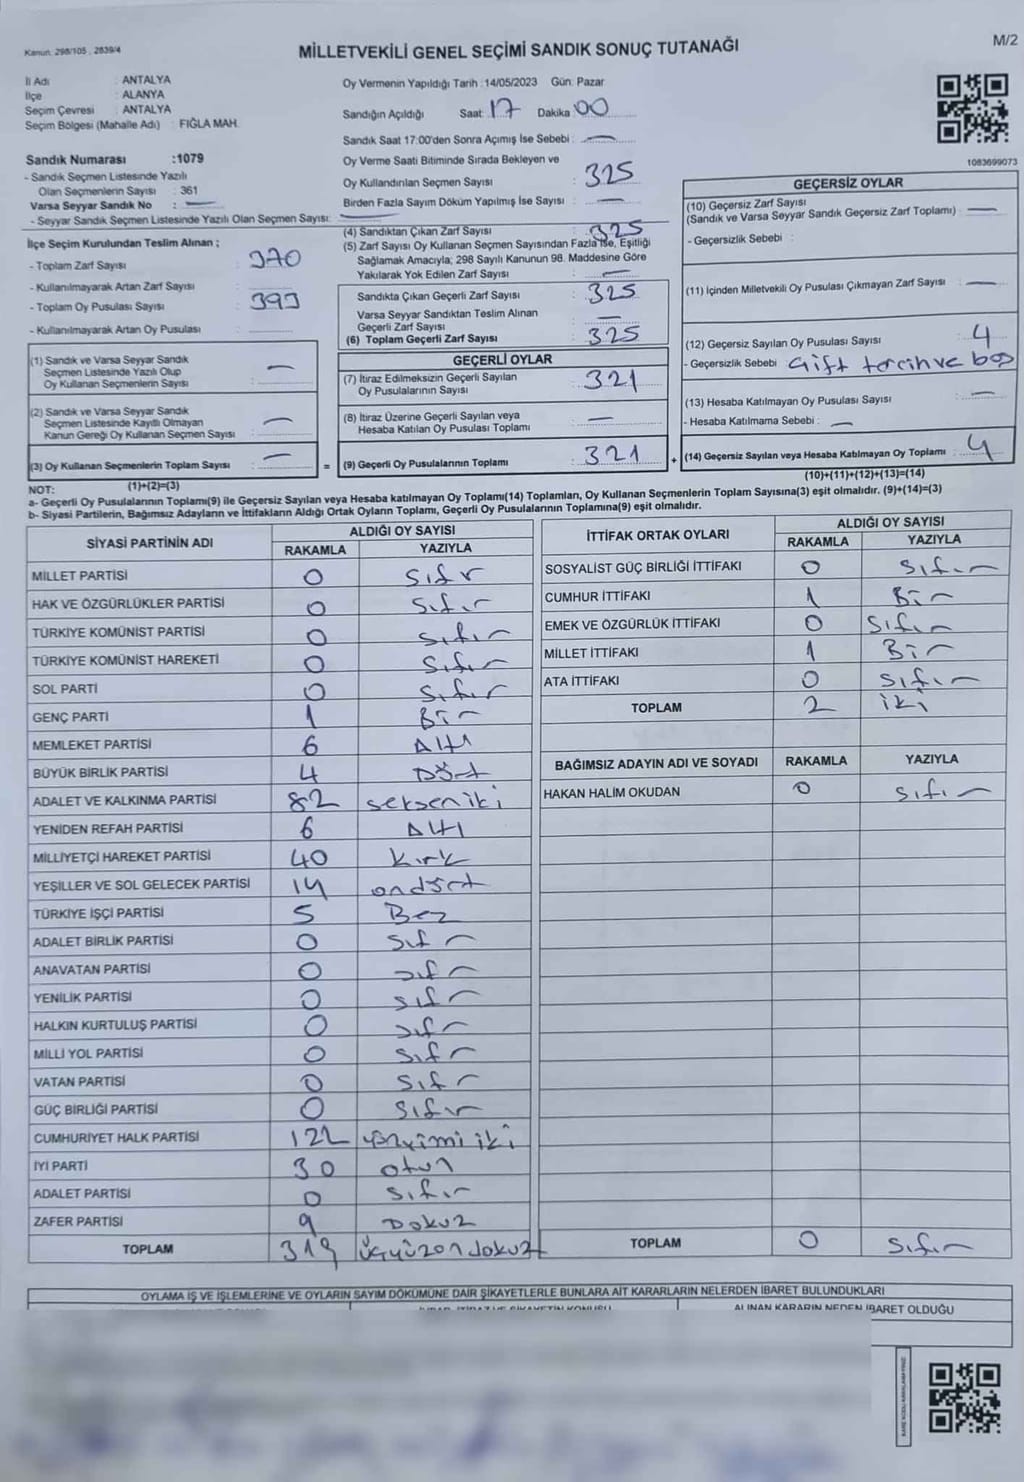 Kanun. 298/105 , 2839/4
MİLLETVEKİLİ GENEL SEÇİMİ SANDIK SONUÇ TUTANAĞI
M/2
İl Adı : ANTALYA
İlçe : ALANYA
Seçim Çevresi : ANTALYA
Seçim Bölgesi (Mahalle Adı) : FIĞLA MAH.
Oy Vermenin Yapıldığı Tarih : 14/05/2023 Gün: Pazar
Sandığın Açıldığı Saat: 17 Dakika: 00
Sandık Saat 17:00'den Sonra Açımış İse Sebebi : —
Oy Verme Saati Bitiminde Sırada Bekleyen ve
Oy Kullandırılan Seçmen Sayısı : 325
Birden Fazla Sayım Döküm Yapılmış İse Sayısı : —
1083699073
Sandık Numarası :1079
- Sandık Seçmen Listesinde Yazılı
Olan Seçmenlerin Sayısı : 361
Varsa Seyyar Sandık No : —
- Seyyar Sandık Seçmen Listesinde Yazılı Olan Seçmen Sayısı: —
İlçe Seçim Kurulundan Teslim Alınan ;
- Toplam Zarf Sayısı : 370
- Kullanılmayarak Artan Zarf Sayısı :
- Toplam Oy Pusulası Sayısı : 393
- Kullanılmayarak Artan Oy Pusulası :
(1) Sandık ve Varsa Seyyar Sandık
Seçmen Listesinde Yazılı Olup
Oy Kullanan Seçmenlerin Sayısı : —
(2) Sandık ve Varsa Seyyar Sandık
Seçmen Listesinde Kayıtlı Olmayan
Kanun Gereği Oy Kullanan Seçmen Sayısı : —
(3) Oy Kullanan Seçmenlerin Toplam Sayısı : —
(1)+(2)=(3)
(4) Sandıktan Çıkan Zarf Sayısı : 325
(5) Zarf Sayısı Oy Kullanan Seçmen Sayısından Fazla İse, Eşitliği
Sağlamak Amacıyla; 298 Sayılı Kanunun 98. Maddesine Göre
Yakılarak Yok Edilen Zarf Sayısı : —
Sandıkta Çıkan Geçerli Zarf Sayısı : 325
Varsa Seyyar Sandıktan Teslim Alınan
Geçerli Zarf Sayısı : —
(6) Toplam Geçerli Zarf Sayısı : 325
GEÇERLİ OYLAR
(7) İtiraz Edilmeksizin Geçerli Sayılan
Oy Pusulalarının Sayısı : 321
(8) İtiraz Üzerine Geçerli Sayılan veya
Hesaba Katılan Oy Pusulası Toplamı : —
= (9) Geçerli Oy Pusulalarının Toplamı : 321
GEÇERSİZ OYLAR
(10) Geçersiz Zarf Sayısı
(Sandık ve Varsa Seyyar Sandık Geçersiz Zarf Toplamı) : —
- Geçersizlik Sebebi :
(11) İçinden Milletvekili Oy Pusulası Çıkmayan Zarf Sayısı : —
(12) Geçersiz Sayılan Oy Pusulası Sayısı : 4
- Geçersizlik Sebebi : Çift tercih ve boş
(13) Hesaba Katılmayan Oy Pusulası Sayısı : —
- Hesaba Katılmama Sebebi : —
+ (14) Geçersiz Sayılan veya Hesaba Katılmayan Oy Toplamı : 4
(10)+(11)+(12)+(13)=(14)
NOT:
a- Geçerli Oy Pusulalarının Toplamı(9) ile Geçersiz Sayılan veya Hesaba katılmayan Oy Toplamı(14) Toplamları, Oy Kullanan Seçmenlerin Toplam Sayısına(3) eşit olmalıdır. (9)+(14)=(3)
b- Siyasi Partilerin, Bağımsız Adayların ve İttifakların Aldığı Ortak Oyların Toplamı, Geçerli Oy Pusulalarının Toplamına(9) eşit olmalıdır.
SİYASİ PARTİNİN ADI ALDIĞI OY SAYISI
RAKAMLA YAZIYLA
MİLLET PARTİSİ 0 Sıfır
HAK VE ÖZGÜRLÜKLER PARTİSİ 0 Sıfır
TÜRKİYE KOMÜNİST PARTİSİ 0 Sıfır
TÜRKİYE KOMÜNİST HAREKETİ 0 Sıfır
SOL PARTİ 0 Sıfır
GENÇ PARTİ 1 Bir
MEMLEKET PARTİSİ 6 Altı
BÜYÜK BİRLİK PARTİSİ 4 Dört
ADALET VE KALKINMA PARTİSİ 82 seksen iki
YENİDEN REFAH PARTİSİ 6 Altı
MİLLİYETÇİ HAREKET PARTİSİ 40 Kırk
YEŞİLLER VE SOL GELECEK PARTİSİ 14 ondört
TÜRKİYE İŞÇİ PARTİSİ 5 Beş
ADALET BİRLİK PARTİSİ 0 Sıfır
ANAVATAN PARTİSİ 0 Sıfır
YENİLİK PARTİSİ 0 Sıfır
HALKIN KURTULUŞ PARTİSİ 0 Sıfır
MİLLİ YOL PARTİSİ 0 Sıfır
VATAN PARTİSİ 0 Sıfır
GÜÇ BİRLİĞİ PARTİSİ 0 Sıfır
CUMHURİYET HALK PARTİSİ 122 iki
İYİ PARTİ 30 otuz
ADALET PARTİSİ 0 Sıfır
ZAFER PARTİSİ 9 Dokuz
TOPLAM 319 Üçyüzondokuz
İTTİFAK ORTAK OYLARI ALDIĞI OY SAYISI
RAKAMLA YAZIYLA
SOSYALİST GÜÇ BİRLİĞİ İTTİFAKI 0 Sıfır
CUMHUR İTTİFAKI 1 Bir
EMEK VE ÖZGÜRLÜK İTTİFAKI 0 Sıfır
MİLLET İTTİFAKI 1 Bir
ATA İTTİFAKI 0 Sıfır
TOPLAM 2 iki
BAĞIMSIZ ADAYIN ADI VE SOYADI RAKAMLA YAZIYLA
HAKAN HALİM OKUDAN 0 Sıfır
TOPLAM 0 Sıfır
OYLAMA İŞ VE İŞLEMLERİNE VE OYLARIN SAYIM DÖKÜMÜNE DAİR ŞİKAYETLERLE BUNLARA AİT KARARLARIN NELERDEN İBARET BULUNDUKLARI
ALINAN KARARIN NEDEN İBARET OLDUĞU